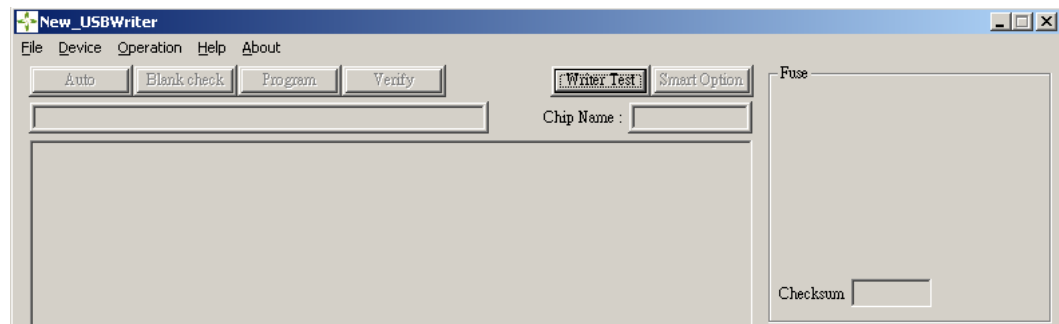 New_USBWriter
File Device Operation Help About
Auto Blank check Program Verify Writer Test Smart Option Fuse
Chip Name :
Checksum